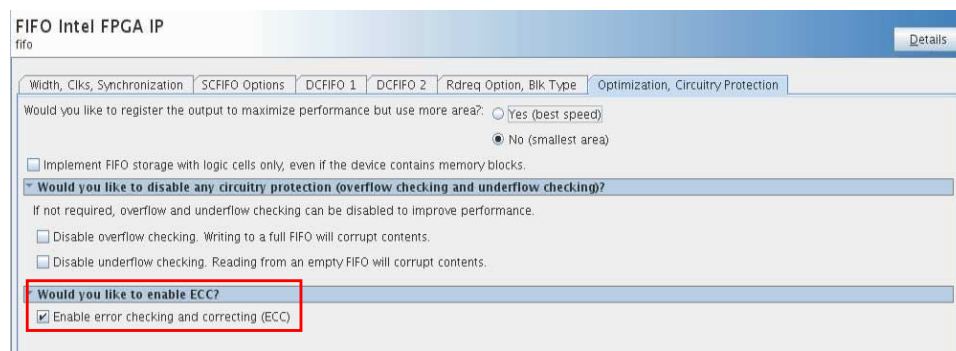 FIFO Intel FPGA IP
fifo
Details
Width, Clks, Synchronization SCFIFO Options DCFIFO 1 DCFIFO 2 Rdreq Option, Blk Type Optimization, Circuitry Protection
Would you like to register the output to maximize performance but use more area?: Yes (best speed)
No (smallest area)
Implement FIFO storage with logic cells only, even if the device contains memory blocks.
Would you like to disable any circuitry protection (overflow checking and underflow checking)?
If not required, overflow and underflow checking can be disabled to improve performance.
Disable overflow checking. Writing to a full FIFO will corrupt contents.
Disable underflow checking. Reading from an empty FIFO will corrupt contents.
Would you like to enable ECC?
Enable error checking and correcting (ECC)